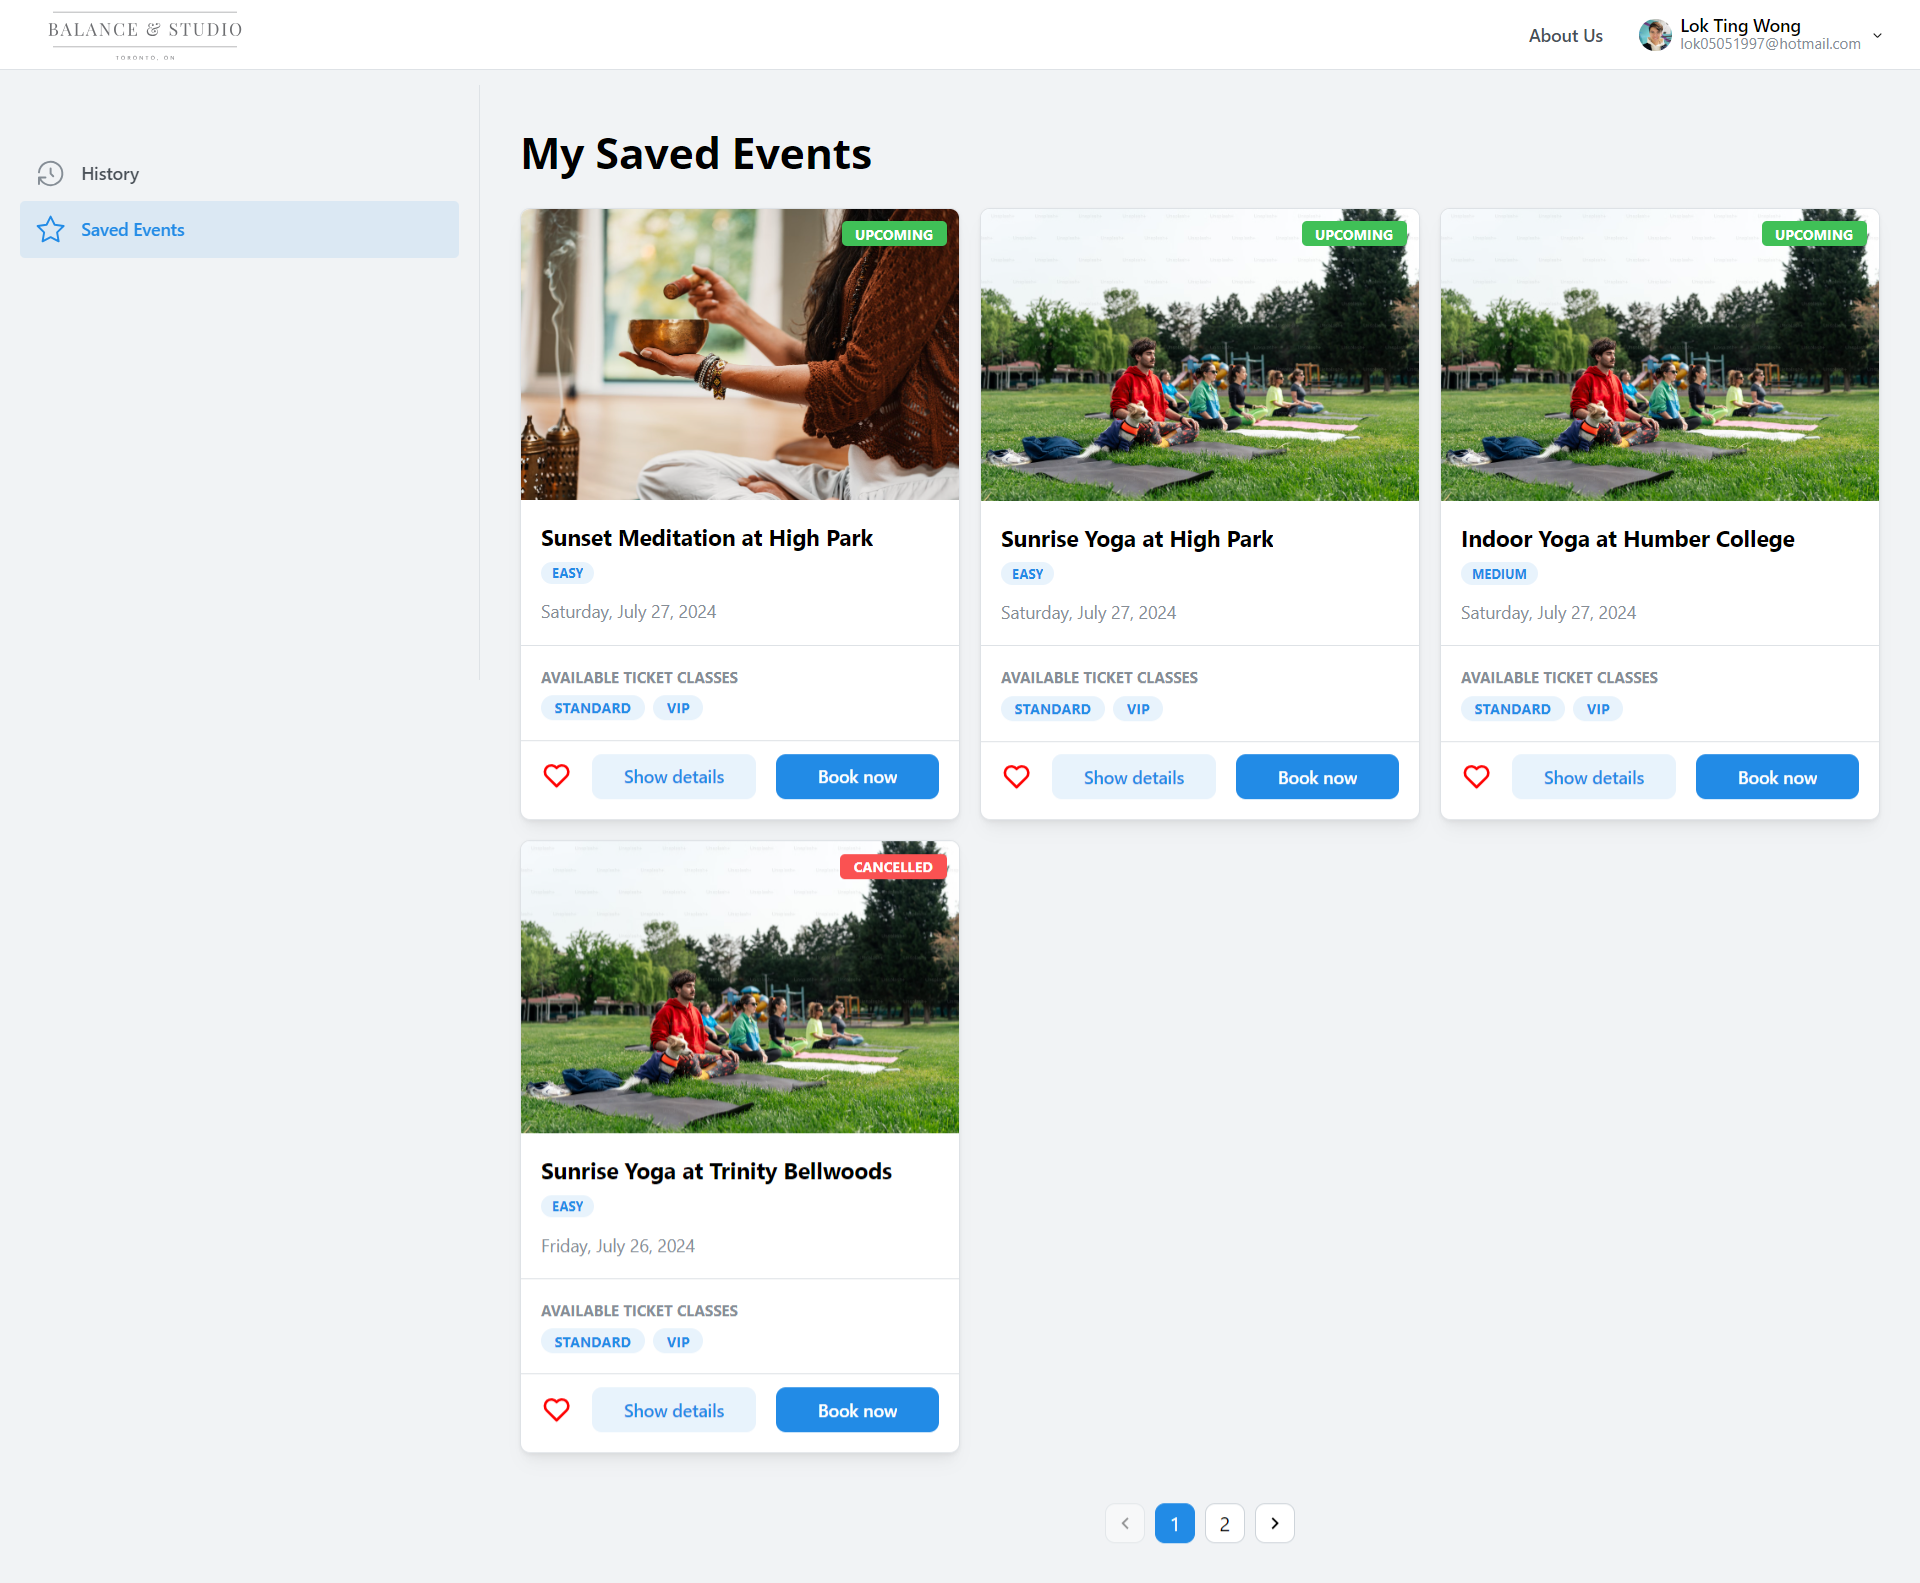 BALANCE & STUDIO
TORONTO, ON
About Us
Lok Ting Wong
lok05051997@hotmail.com
History
Saved Events
My Saved Events
UPCOMING
Sunset Meditation at High Park
EASY
Saturday, July 27, 2024
AVAILABLE TICKET CLASSES
STANDARD VIP
Show details Book now
UPCOMING
Sunrise Yoga at High Park
EASY
Saturday, July 27, 2024
AVAILABLE TICKET CLASSES
STANDARD VIP
Show details Book now
UPCOMING
Indoor Yoga at Humber College
MEDIUM
Saturday, July 27, 2024
AVAILABLE TICKET CLASSES
STANDARD VIP
Show details Book now
CANCELLED
Sunrise Yoga at Trinity Bellwoods
EASY
Friday, July 26, 2024
AVAILABLE TICKET CLASSES
STANDARD VIP
Show details Book now
1 2